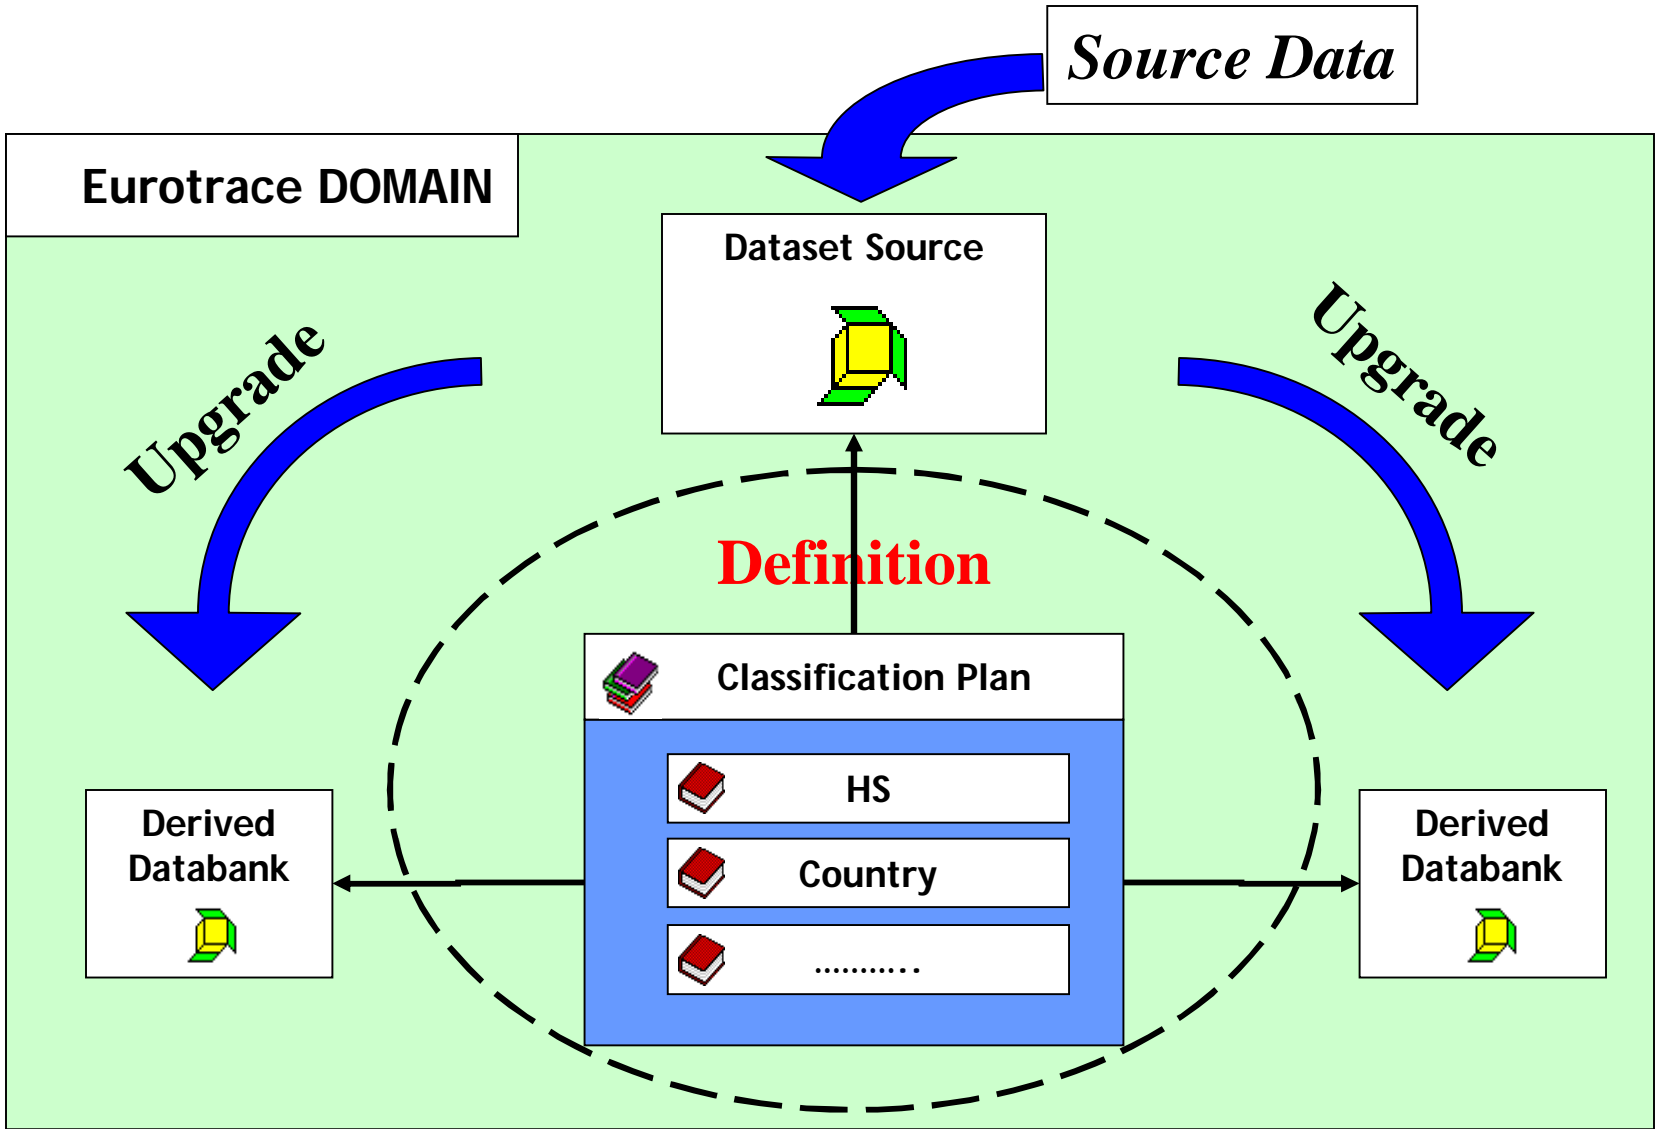 Source Data
Eurotrace DOMAIN
Dataset Source
Upgrade
Upgrade
Definition
Classification Plan
HS
Country
...........
Derived
Databank
Derived
Databank